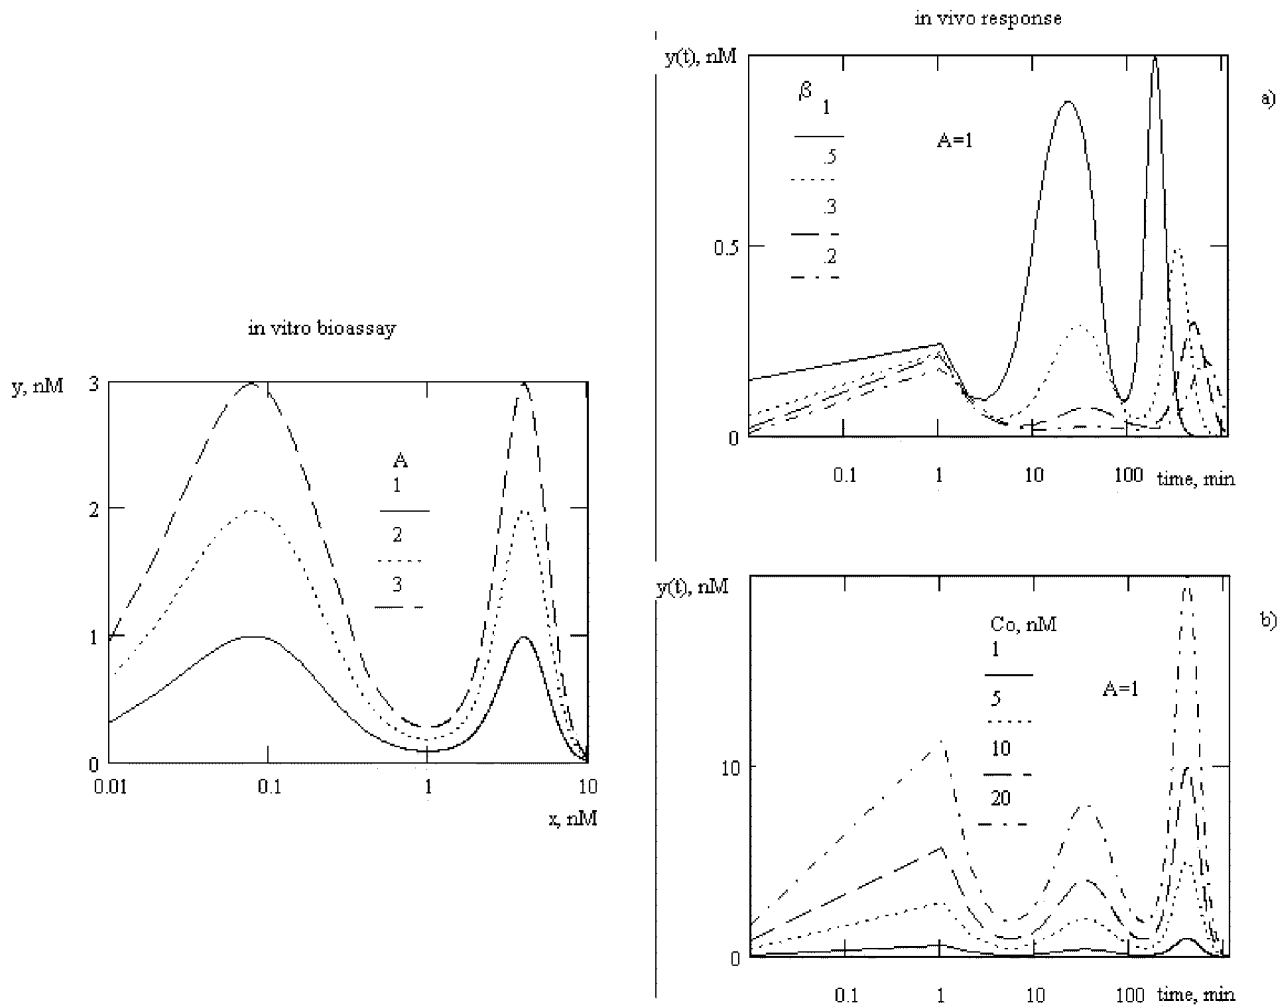 in vitro bioassay
y, nM
3
2
1
0
A
1
2
3
0.01
0.1
1
10
x, nM
in vivo response
y(t), nM
a)
β
1
.5
.3
.2
A=1
0.5
0
0.1
1
10
100
time, min
y(t), nM
b)
Co, nM
1
5
10
20
A=1
10
0
0.1
1
10
100
time, min